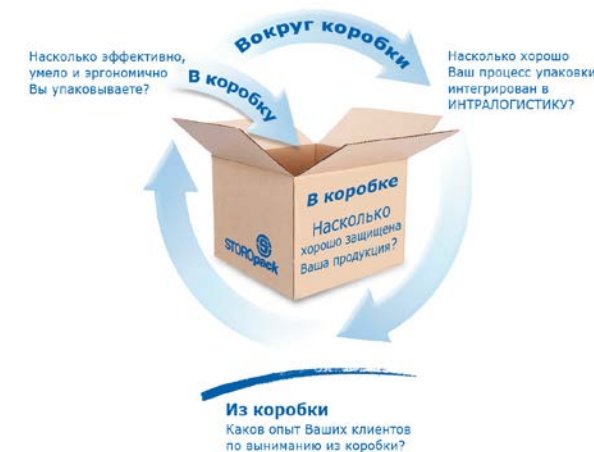 Вокруг коробки
Насколько эффективно,
умело и эргономично
Вы упаковываете?
В коробку
Насколько хорошо
Ваш процесс упаковки
интегрирован в
ИНТРАЛОГИСТИКУ?
В коробке
Насколько
хорошо защищена
Ваша продукция?
STOROpack
Из коробки
Каков опыт Ваших клиентов
по выниманию из коробки?